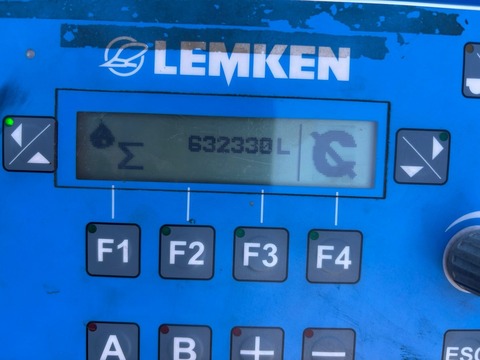 LEMKEN
Σ 632330 L
F1 F2 F3 F4
A B + −
ESC